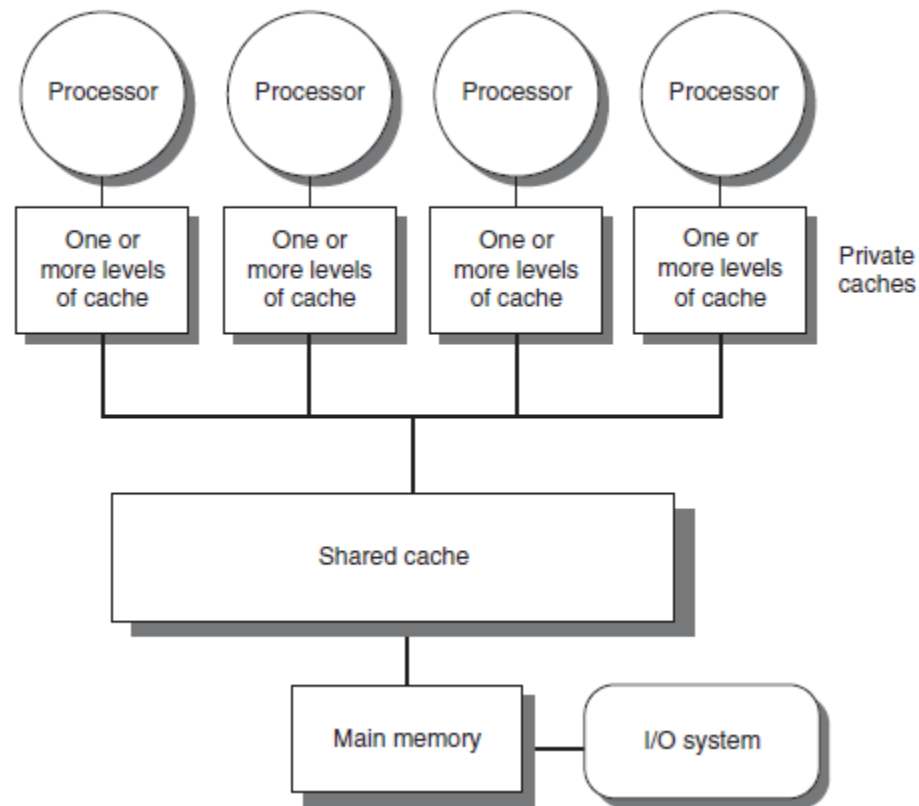 Processor
Processor
Processor
Processor
One or
more levels
of cache
One or
more levels
of cache
One or
more levels
of cache
One or
more levels
of cache
Private
caches
Shared cache
Main memory
I/O system